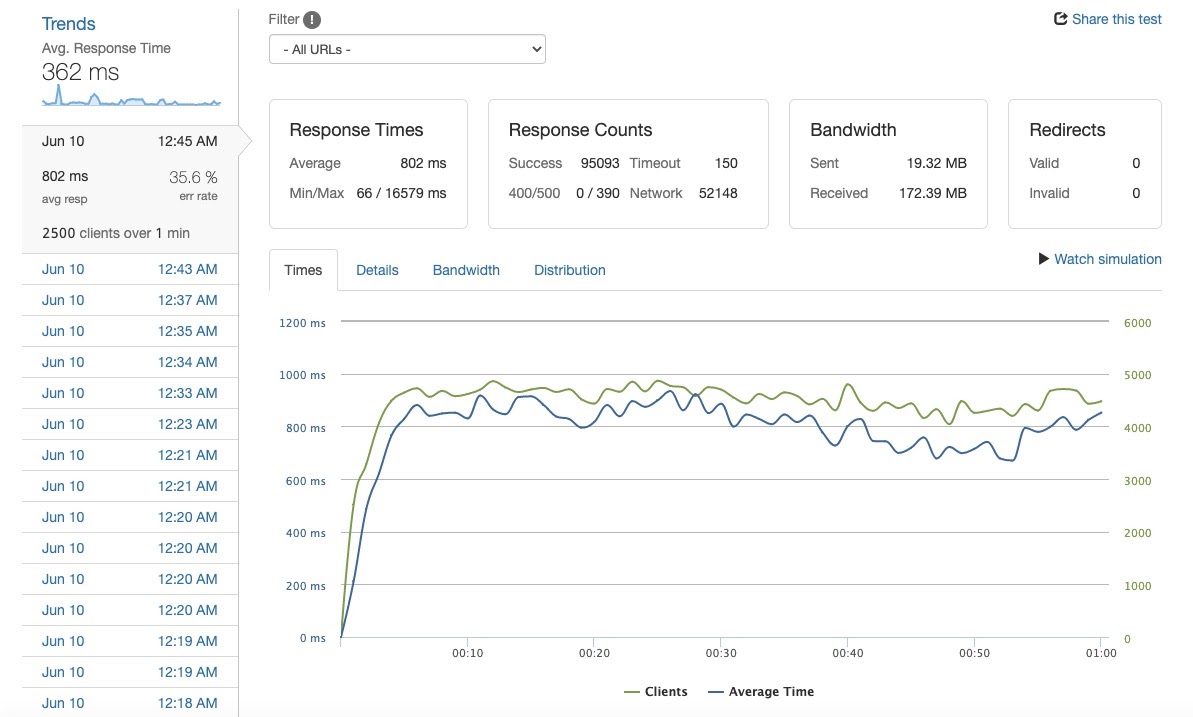 Trends
Avg. Response Time
362 ms
Jun 10 12:45 AM
802 ms 35.6 %
avg resp err rate
2500 clients over 1 min
Jun 10 12:43 AM
Jun 10 12:37 AM
Jun 10 12:35 AM
Jun 10 12:34 AM
Jun 10 12:33 AM
Jun 10 12:23 AM
Jun 10 12:21 AM
Jun 10 12:21 AM
Jun 10 12:20 AM
Jun 10 12:20 AM
Jun 10 12:20 AM
Jun 10 12:20 AM
Jun 10 12:19 AM
Jun 10 12:19 AM
Jun 10 12:18 AM
Filter !
Share this test
- All URLs -
Response Times
Average 802 ms
Min/Max 66 / 16579 ms
Response Counts
Success 95093 Timeout 150
400/500 0 / 390 Network 52148
Bandwidth
Sent 19.32 MB
Received 172.39 MB
Redirects
Valid 0
Invalid 0
Times Details Bandwidth Distribution
Watch simulation
1200 ms 6000
1000 ms 5000
800 ms 4000
600 ms 3000
400 ms 2000
200 ms 1000
0 ms 0
00:10 00:20 00:30 00:40 00:50 01:00
Clients Average Time